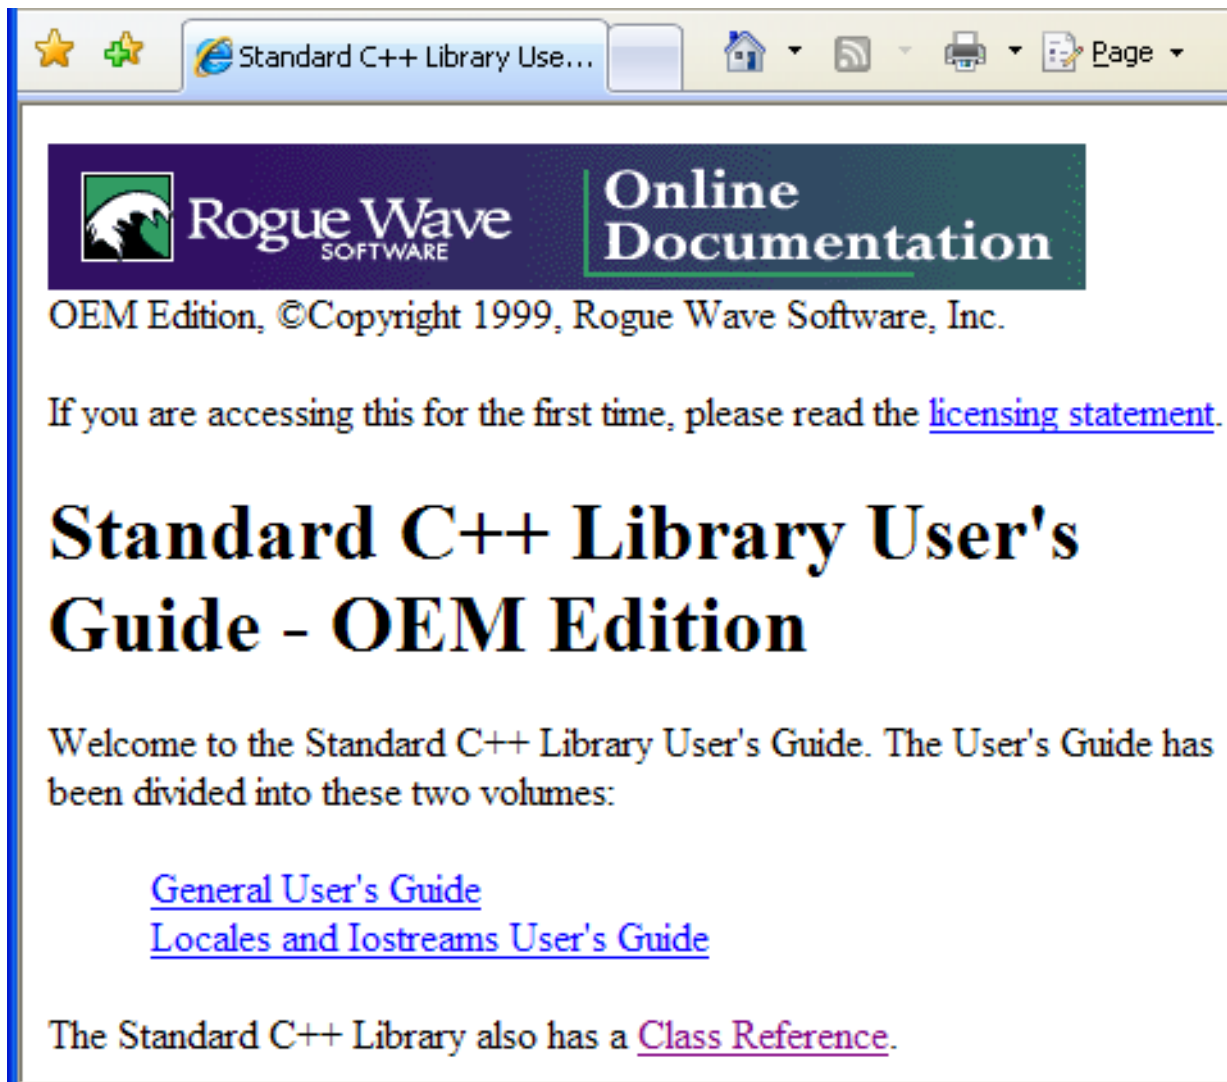 Standard C++ Library Use...
Page
Rogue Wave
SOFTWARE
Online
Documentation
OEM Edition, ©Copyright 1999, Rogue Wave Software, Inc.
If you are accessing this for the first time, please read the licensing statement.
Standard C++ Library User's
Guide - OEM Edition
Welcome to the Standard C++ Library User's Guide. The User's Guide has
been divided into these two volumes:
General User's Guide
Locales and Iostreams User's Guide
The Standard C++ Library also has a Class Reference.